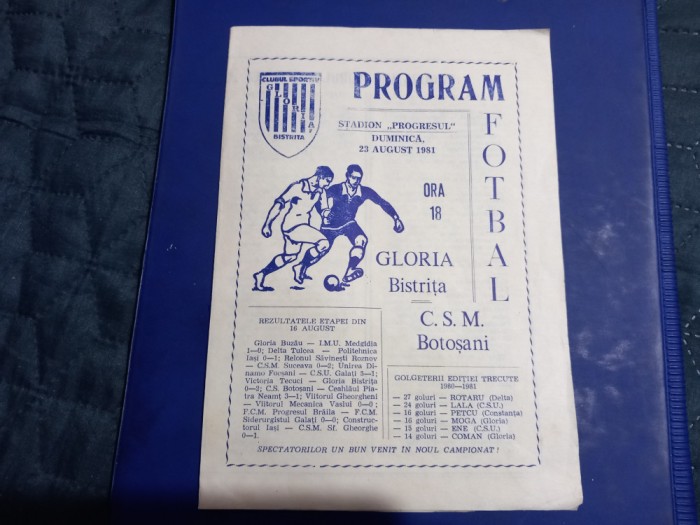 CLUBUL SPORTIV
GLORIA
BISTRITA
PROGRAM
FOTBAL
STADION „PROGRESUL"
DUMINICĂ,
23 AUGUST 1981
ORA
18
GLORIA
Bistrița
C. S. M.
Botoșani
REZULTATELE ETAPEI DIN
16 AUGUST
Gloria Buzău — I.M.U. Medgidia
1—0; Delta Tulcea — Politehnica
Iași 0—1; Relonul Săvinești Roznov
— C.S.M. Suceava 0—2; Unirea Di-
namo Focșani — C.S.U. Galați 3—1;
Victoria Tecuci — Gloria Bistrița
0—2; C.S. Botoșani — Ceahlăul Pia-
tra Neamț 3—1; Viitorul Gheorgheni
— Viitorul Mecanica Vaslui 0—0;
F.C.M. Progresul Brăila — F.C.M.
Siderurgistul Galați 0—0; Construc-
torul Iași — C.S.M. Sf. Gheorghe
0—1.
GOLGETERII EDIȚIEI TRECUTE
1980—1981
— 27 goluri — ROTARU (Delta)
— 24 goluri — LALA (C.S.U.)
— 16 goluri — PETCU (Constanța)
— 16 goluri — MOGA (Gloria)
— 15 goluri — ENE (C.S.U.)
— 14 goluri — COMAN (Gloria)
SPECTATORILOR UN BUN VENIT ÎN NOUL CAMPIONAT!